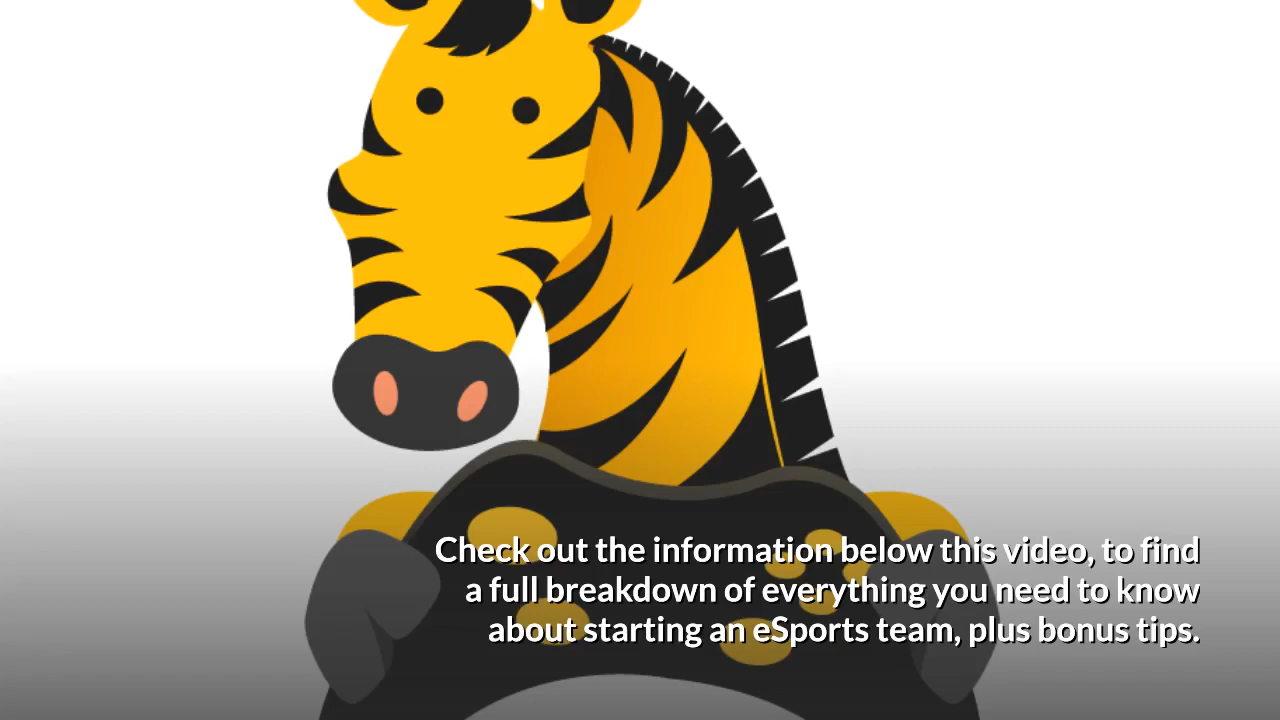 Check out the information below this video, to find
a full breakdown of everything you need to know
about starting an eSports team, plus bonus tips.